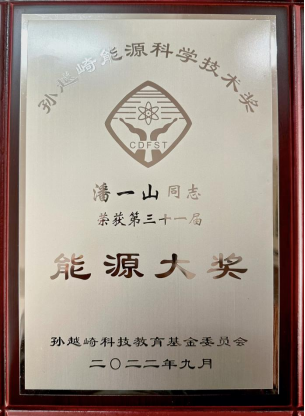 孙越崎能源科学技术奖
COFST
潘一山同志
荣获第三十一届
能源大奖
孙越崎科技教育基金委员会
二〇二二年九月